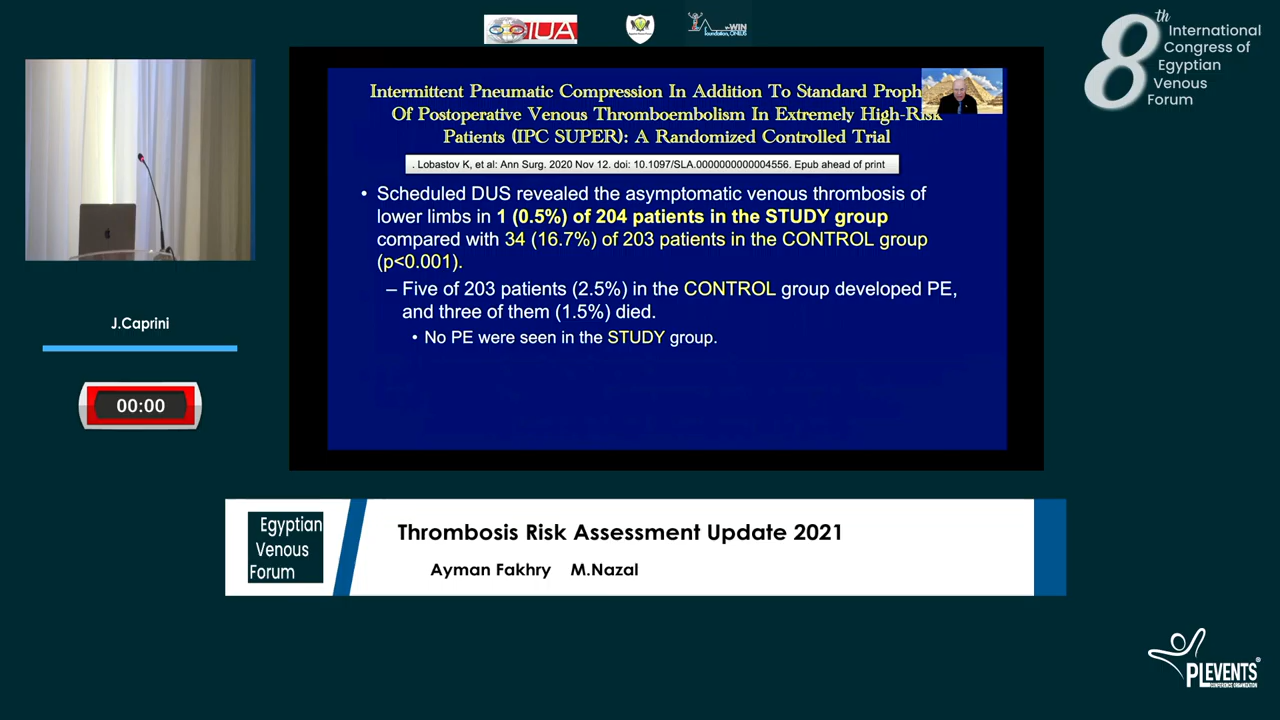 IUA
WIN
foundation, ONLUS
8th International
Congress of
Egyptian
Venous
Forum
Intermittent Pneumatic Compression In Addition To Standard Proph
Of Postoperative Venous Thromboembolism In Extremely High-Risk
Patients (IPC SUPER): A Randomized Controlled Trial
. Lobastov K, et al: Ann Surg. 2020 Nov 12. doi: 10.1097/SLA.0000000000004556. Epub ahead of print
• Scheduled DUS revealed the asymptomatic venous thrombosis of
lower limbs in 1 (0.5%) of 204 patients in the STUDY group
compared with 34 (16.7%) of 203 patients in the CONTROL group
(p<0.001).
– Five of 203 patients (2.5%) in the CONTROL group developed PE,
and three of them (1.5%) died.
• No PE were seen in the STUDY group.
J.Caprini
00:00
Egyptian
Venous
Forum
Thrombosis Risk Assessment Update 2021
Ayman Fakhry M.Nazal
PLEVENTS®
CONFERENCE ORGANIZATION